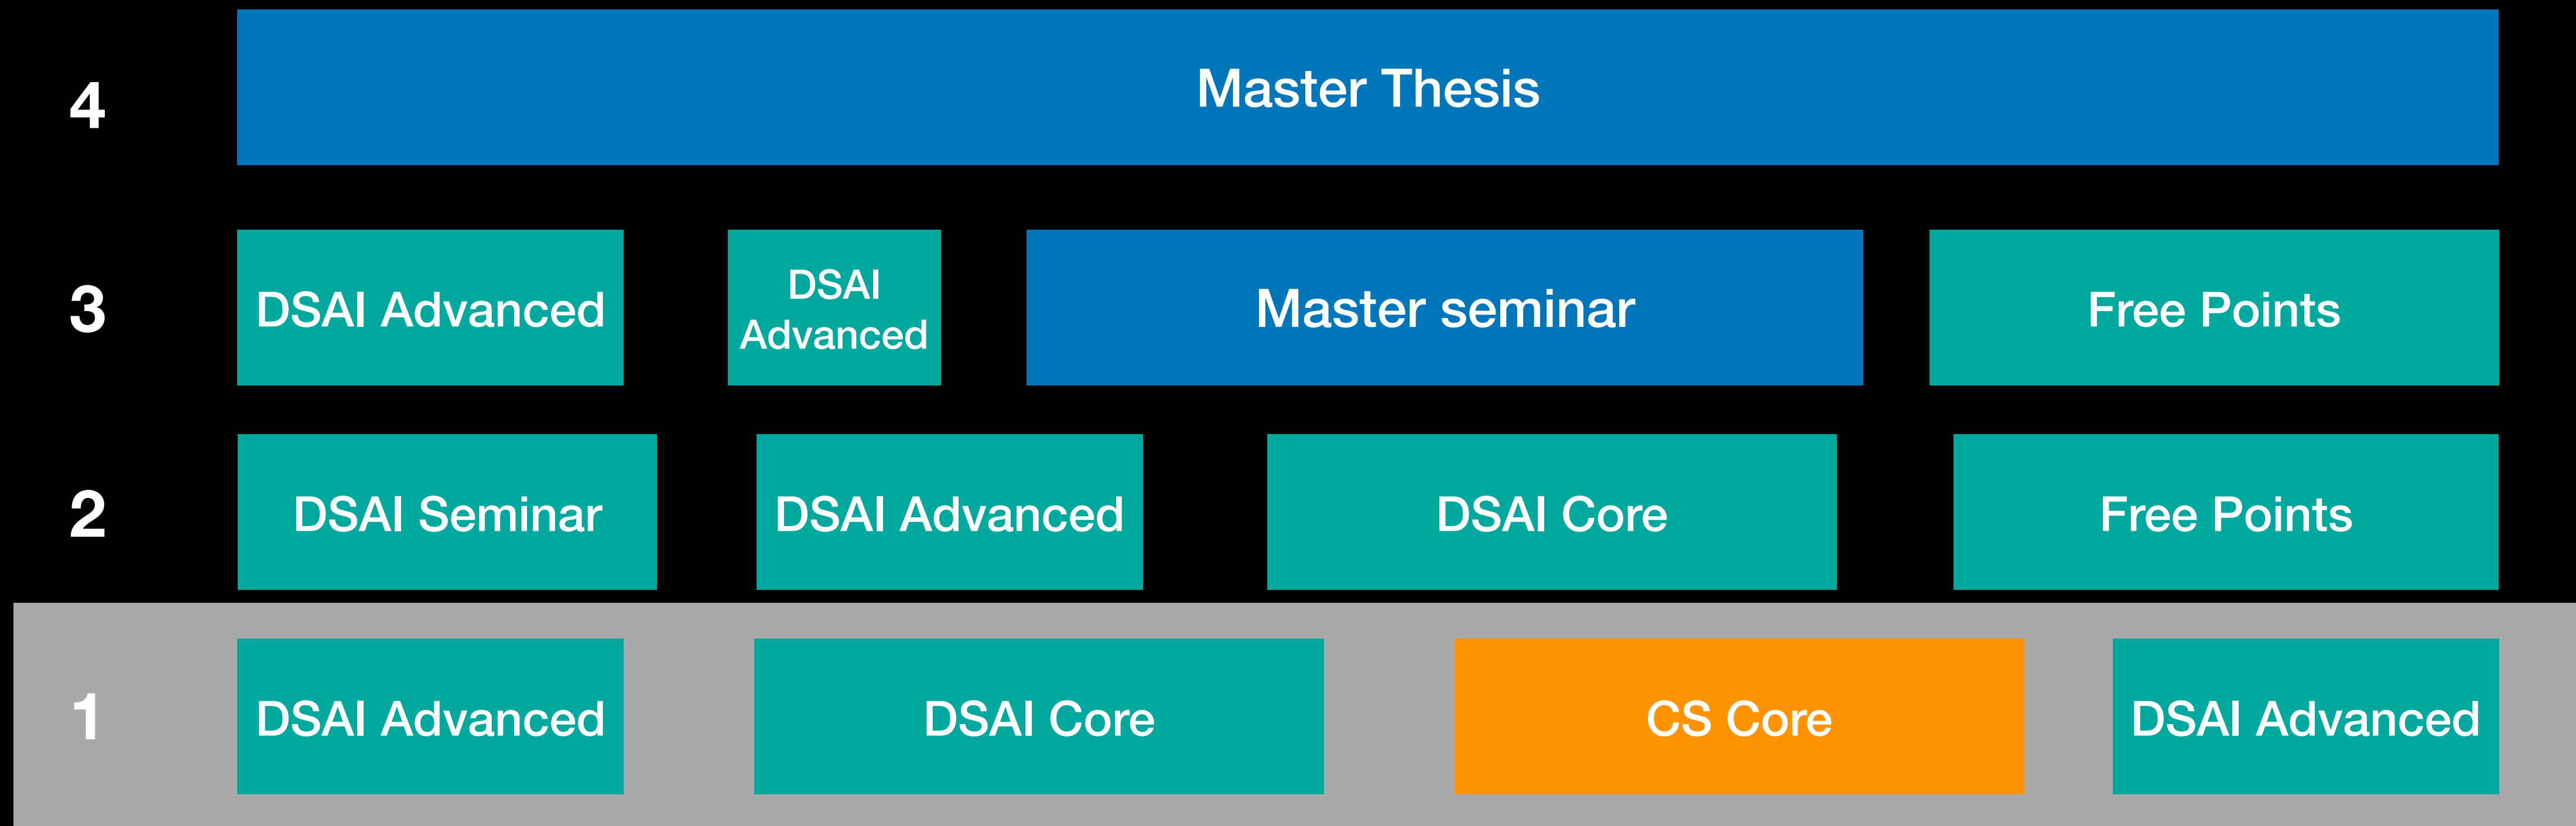 4
Master Thesis
3
DSAI Advanced
DSAI
Advanced
Master seminar
Free Points
2
DSAI Seminar
DSAI Advanced
DSAI Core
Free Points
1
DSAI Advanced
DSAI Core
CS Core
DSAI Advanced